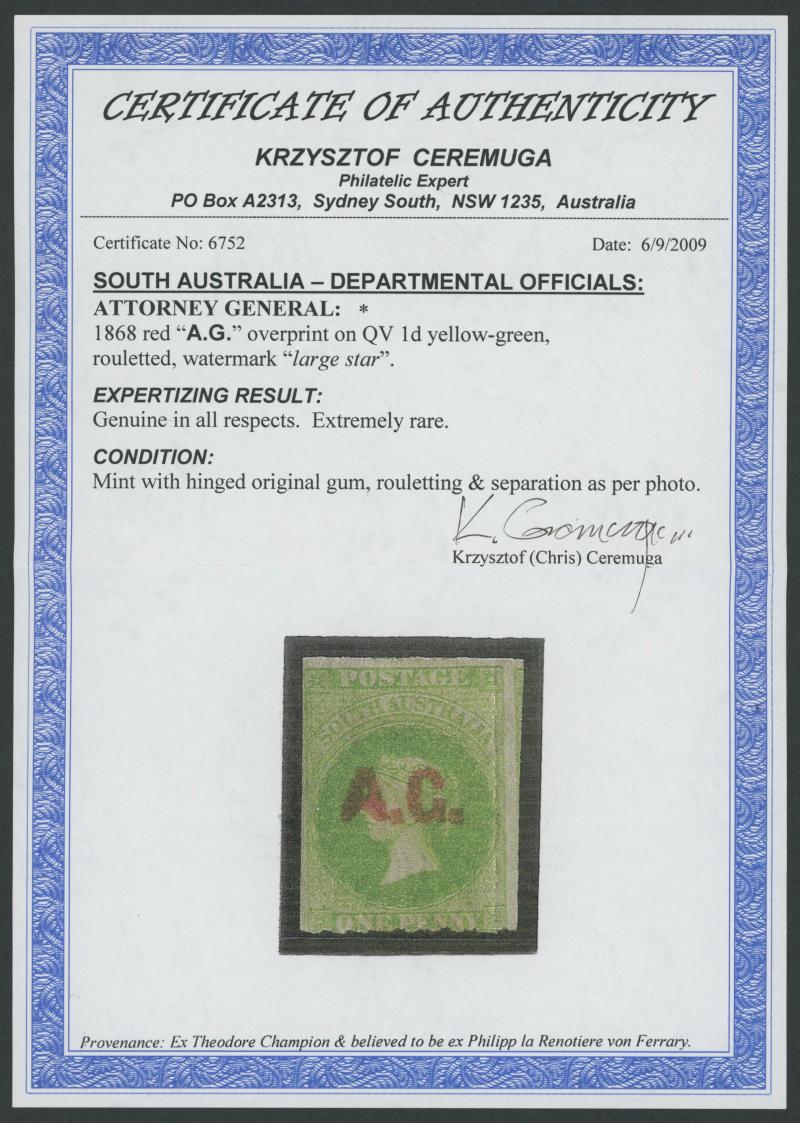 CERTIFICATE OF AUTHENTICITY
KRZYSZTOF CEREMUGA
Philatelic Expert
PO Box A2313, Sydney South, NSW 1235, Australia
Certificate No: 6752
Date: 6/9/2009
SOUTH AUSTRALIA – DEPARTMENTAL OFFICIALS:
ATTORNEY GENERAL: *
1868 red “A.G.” overprint on QV 1d yellow-green,
rouletted, watermark “large star”.
EXPERTIZING RESULT:
Genuine in all respects. Extremely rare.
CONDITION:
Mint with hinged original gum, rouletting & separation as per photo.
K. Ceremuga
Krzysztof (Chris) Ceremuga
POSTAGE
SOUTH AUSTRALIA
A.G.
ONE PENNY
Provenance: Ex Theodore Champion & believed to be ex Philipp la Renotiere von Ferrary.